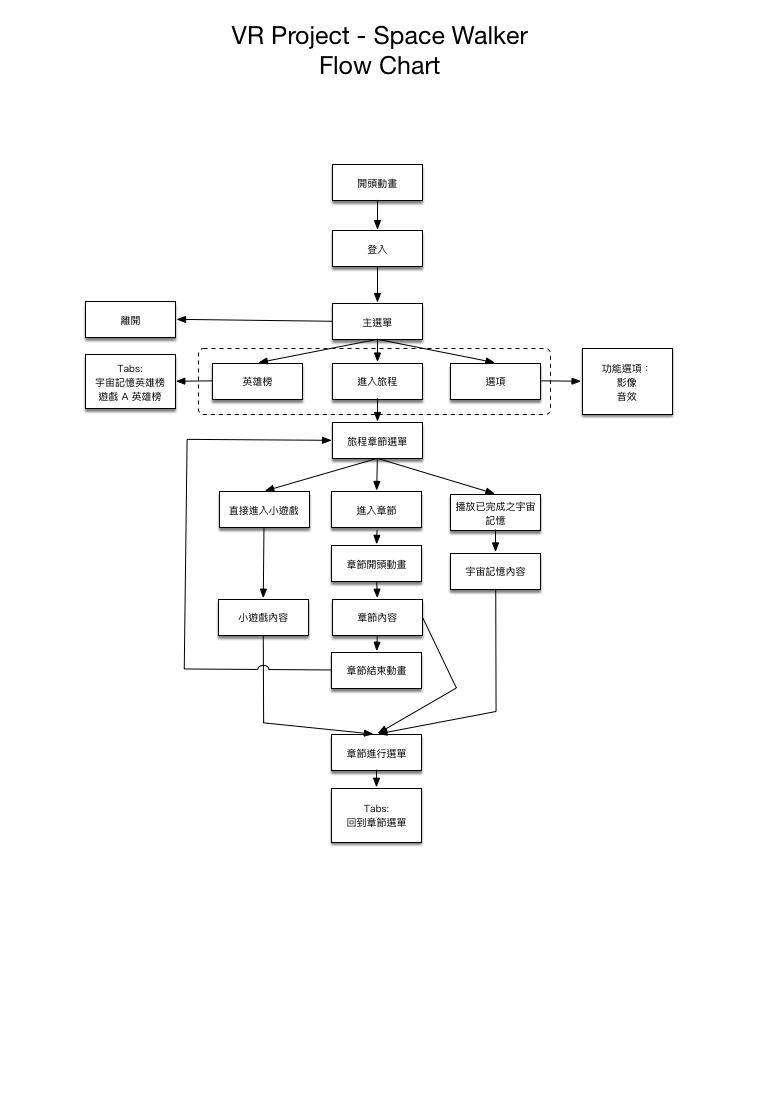 VR Project - Space Walker
Flow Chart
開頭動畫
登入
離開
主選單
Tabs:
宇宙記憶英雄榜
遊戲 A 英雄榜
英雄榜
進入旅程
選項
功能選項：
影像
音效
旅程章節選單
直接進入小遊戲
進入章節
播放已完成之宇宙
記憶
章節開頭動畫
宇宙記憶內容
小遊戲內容
章節內容
章節結束動畫
章節進行選單
Tabs:
回到章節選單